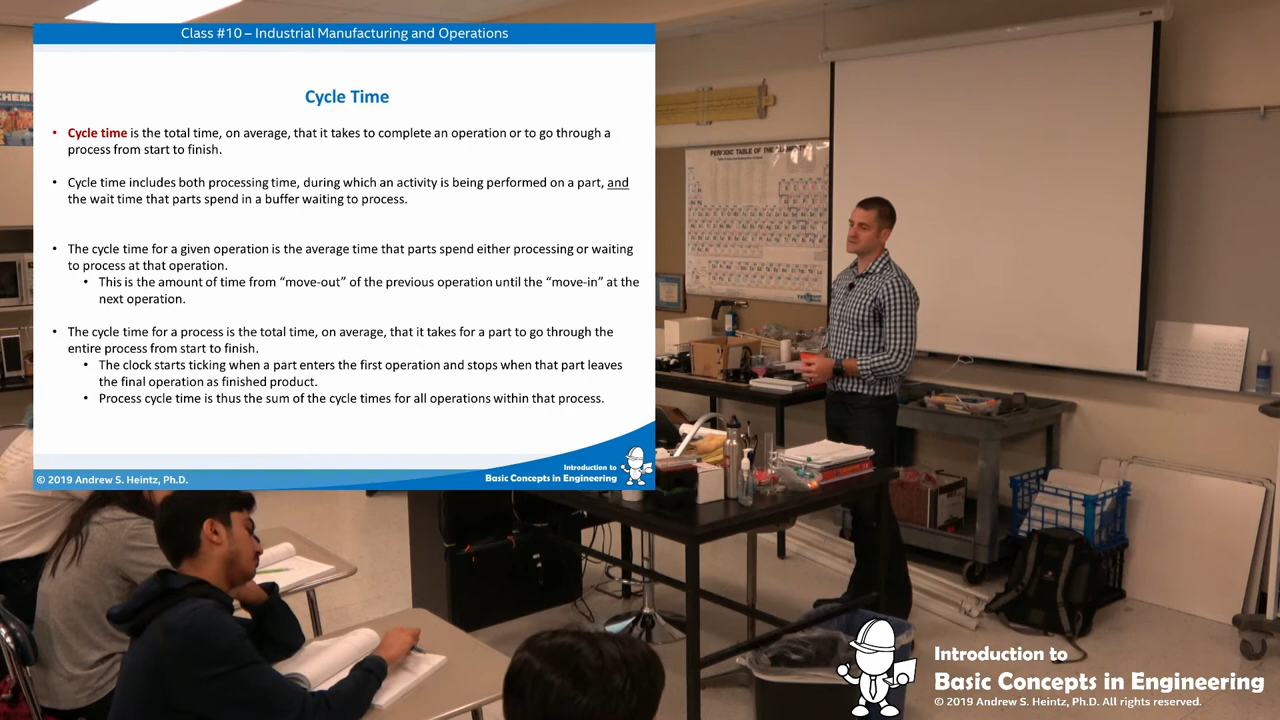 Class #10 – Industrial Manufacturing and Operations
Cycle Time
• Cycle time is the total time, on average, that it takes to complete an operation or to go through a
process from start to finish.
• Cycle time includes both processing time, during which an activity is being performed on a part, and
the wait time that parts spend in a buffer waiting to process.
• The cycle time for a given operation is the average time that parts spend either processing or waiting
to process at that operation.
• This is the amount of time from “move-out” of the previous operation until the “move-in” at the
next operation.
• The cycle time for a process is the total time, on average, that it takes for a part to go through the
entire process from start to finish.
• The clock starts ticking when a part enters the first operation and stops when that part leaves
the final operation as finished product.
• Process cycle time is thus the sum of the cycle times for all operations within that process.
© 2019 Andrew S. Heintz, Ph.D.
Introduction to
Basic Concepts in Engineering
CHEM
PERIODIC TABLE OF THE
Introduction to
Basic Concepts in Engineering
© 2019 Andrew S. Heintz, Ph.D. All rights reserved.